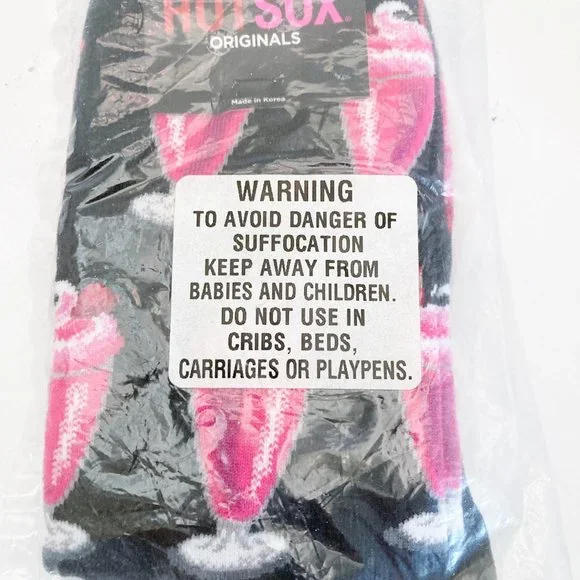 HOTSOX®
ORIGINALS
Made in Korea
WARNING
TO AVOID DANGER OF
SUFFOCATION
KEEP AWAY FROM
BABIES AND CHILDREN.
DO NOT USE IN
CRIBS, BEDS,
CARRIAGES OR PLAYPENS.